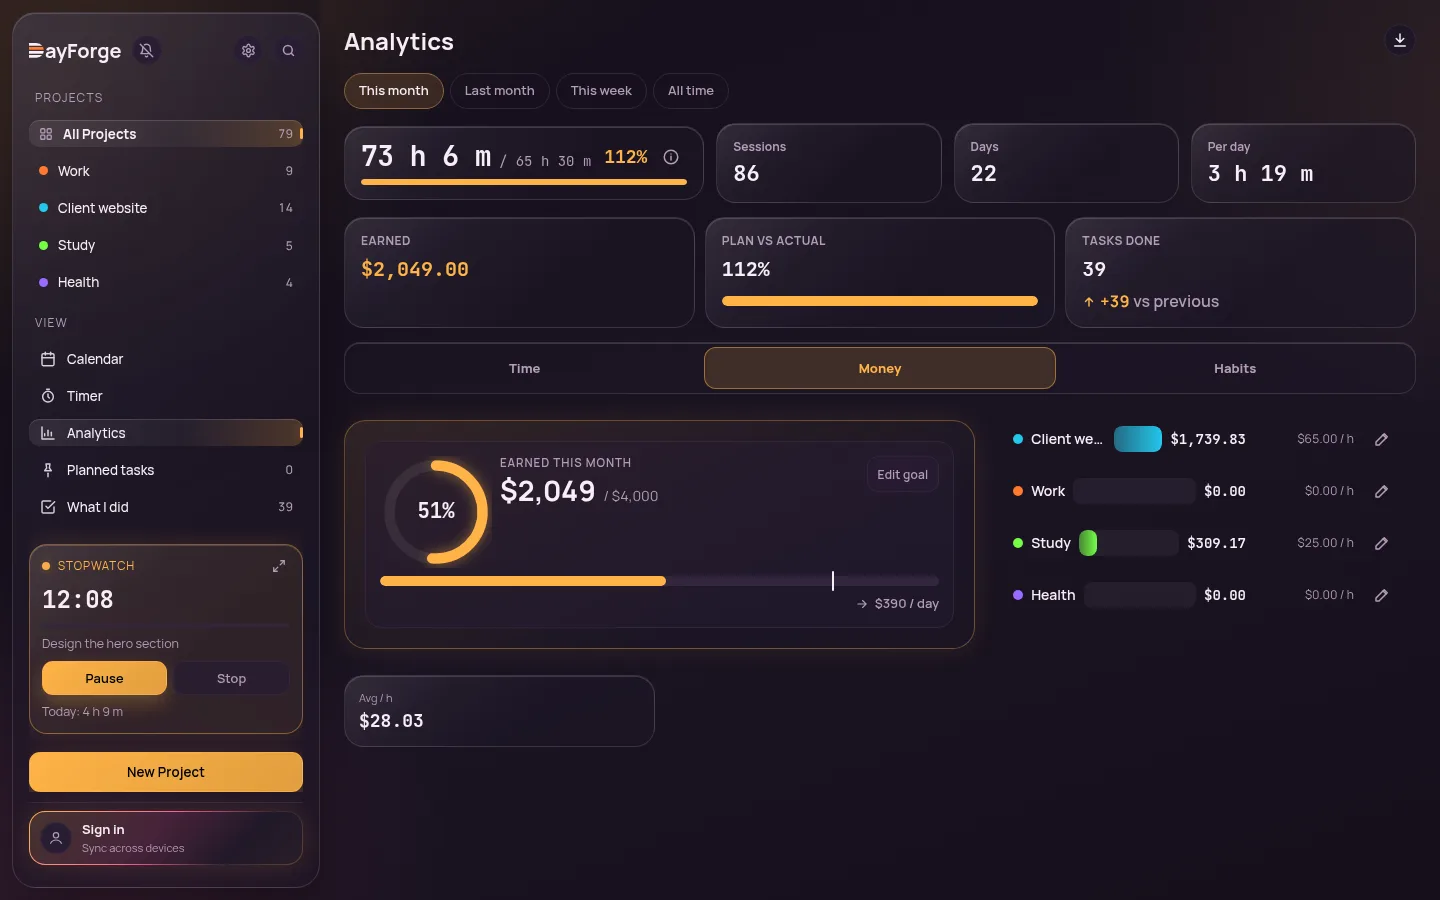 DayForge
PROJECTS
All Projects 79
Work 9
Client website 14
Study 5
Health 4
VIEW
Calendar
Timer
Analytics
Planned tasks 0
What I did 39
STOPWATCH
12:08
Design the hero section
Pause Stop
Today: 4 h 9 m
New Project
Sign in
Sync across devices
Analytics
This month Last month This week All time
73 h 6 m / 65 h 30 m 112%
Sessions
86
Days
22
Per day
3 h 19 m
EARNED
$2,049.00
PLAN VS ACTUAL
112%
TASKS DONE
39
↑ +39 vs previous
Time Money Habits
51%
EARNED THIS MONTH
$2,049 / $4,000
Edit goal
→ $390 / day
Client we... $1,739.83 $65.00 / h
Work $0.00 $0.00 / h
Study $309.17 $25.00 / h
Health $0.00 $0.00 / h
Avg / h
$28.03